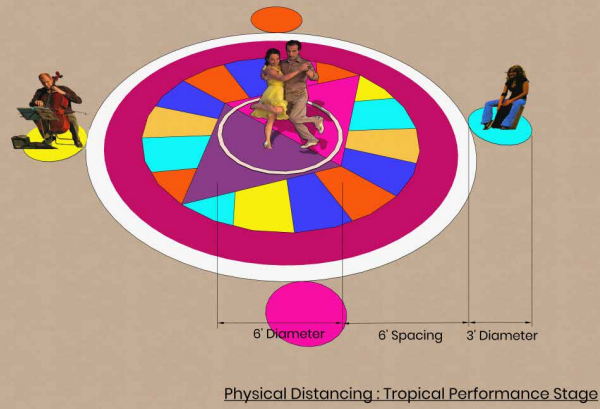 6' Diameter
6' Spacing
3' Diameter
Physical Distancing : Tropical Performance Stage